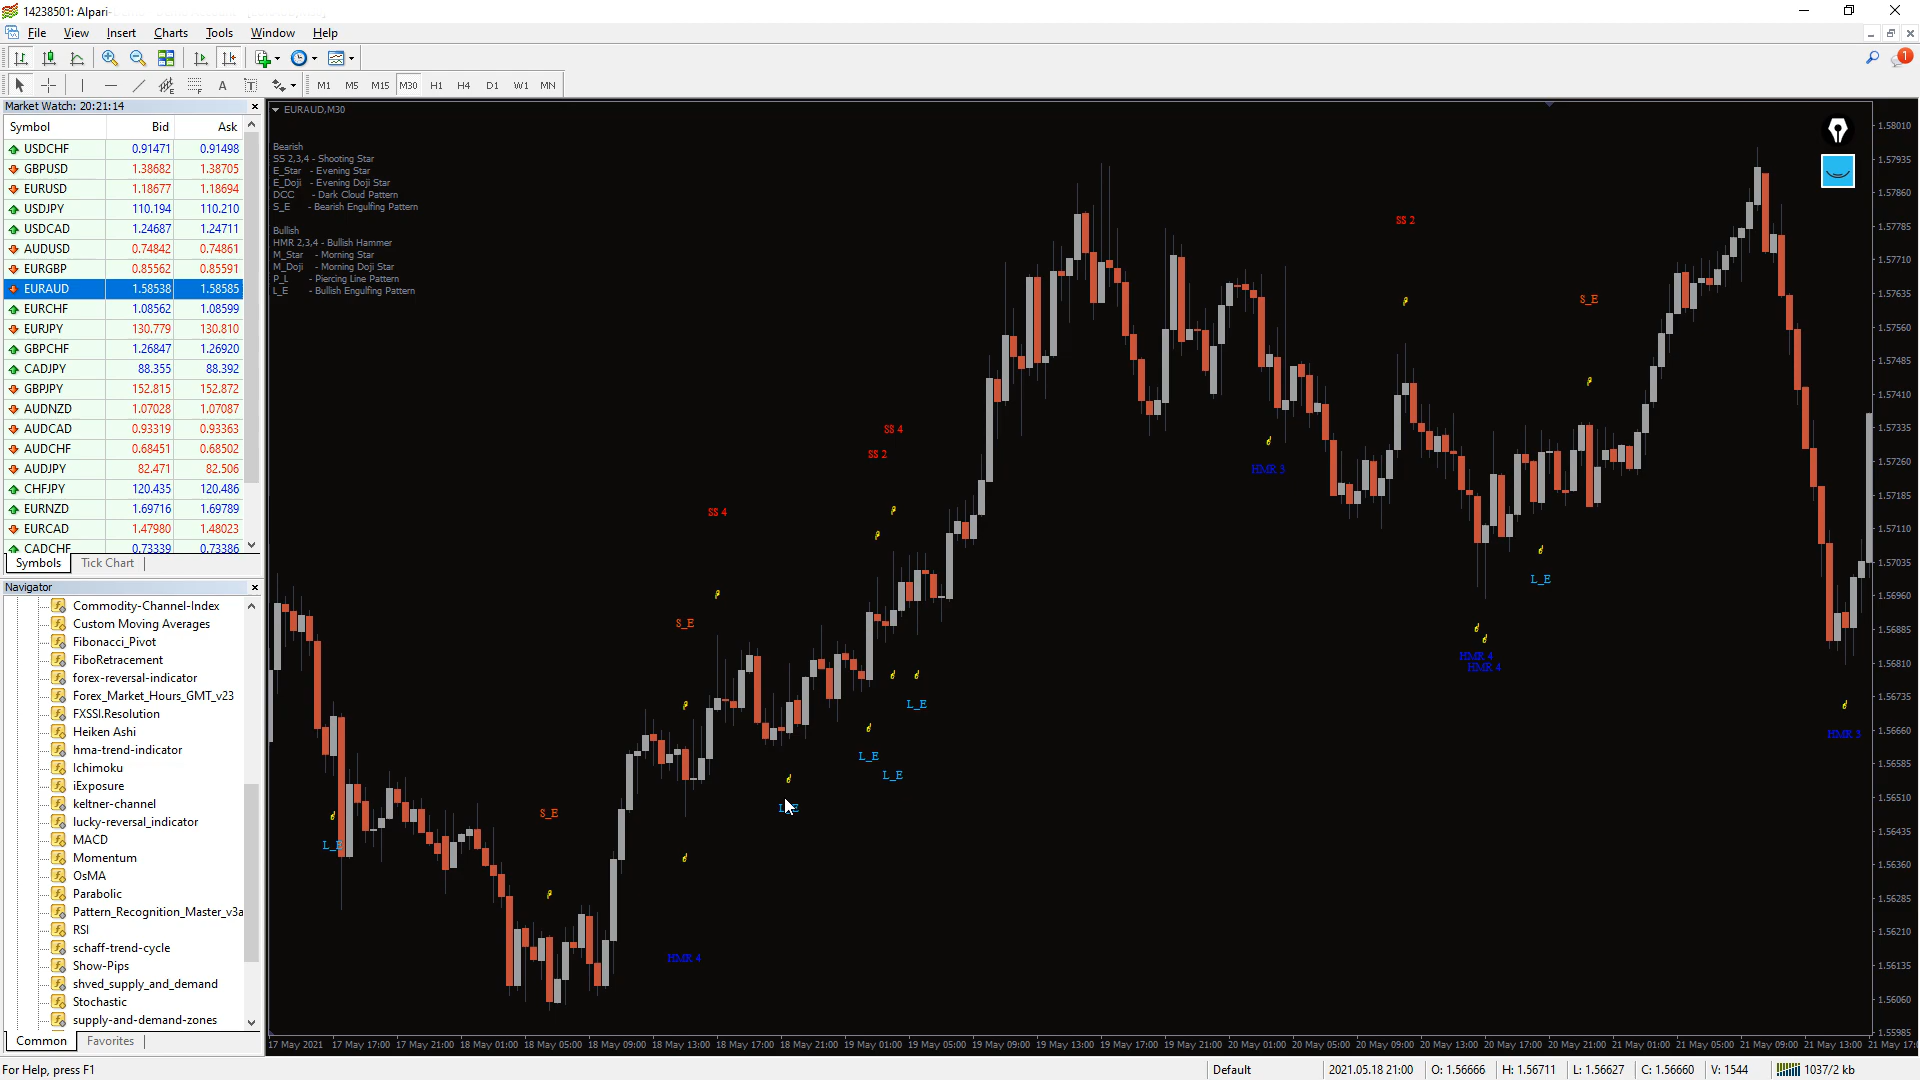 14238501: Alpari
File View Insert Charts Tools Window Help
1
M1 M5 M15 M30 H1 H4 D1 W1 MN
Market Watch: 20:21:14
Symbol Bid Ask
USDCHF 0.91471 0.91498
GBPUSD 1.38682 1.38705
EURUSD 1.18677 1.18694
USDJPY 110.194 110.210
USDCAD 1.24687 1.24711
AUDUSD 0.74842 0.74861
EURGBP 0.85562 0.85591
EURAUD 1.58538 1.58585
EURCHF 1.08562 1.08599
EURJPY 130.779 130.810
GBPCHF 1.26847 1.26920
CADJPY 88.355 88.392
GBPJPY 152.815 152.872
AUDNZD 1.07028 1.07087
AUDCAD 0.93319 0.93363
AUDCHF 0.68451 0.68502
AUDJPY 82.471 82.506
CHFJPY 120.435 120.486
EURNZD 1.69716 1.69789
EURCAD 1.47980 1.48023
CADCHF 0.73339 0.73386
Symbols Tick Chart
Navigator
Commodity-Channel-Index
Custom Moving Averages
Fibonacci_Pivot
FiboRetracement
forex-reversal-indicator
Forex_Market_Hours_GMT_v23
FXSSI.Resolution
Heiken Ashi
hma-trend-indicator
Ichimoku
iExposure
keltner-channel
lucky-reversal_indicator
MACD
Momentum
OsMA
Parabolic
Pattern_Recognition_Master_v3a
RSI
schaff-trend-cycle
Show-Pips
shved_supply_and_demand
Stochastic
supply-and-demand-zones
Common Favorites
EURAUD,M30
Bearish
SS 2,3,4 - Shooting Star
E_Star - Evening Star
E_Doji - Evening Doji Star
DCC - Dark Cloud Pattern
S_E - Bearish Engulfing Pattern
Bullish
HMR 2,3,4 - Bullish Hammer
M_Star - Morning Star
M_Doji - Morning Doji Star
P_L - Piercing Line Pattern
L_E - Bullish Engulfing Pattern
SS 2
S_E
SS 4
SS 2
HMR 3
SS 4
L_E
S_E
HMR 4
HMR 4
L_E
HMR 3
L_E
L_E
L_E
S_E
L_E
HMR 4
1.58010
1.57935
1.57860
1.57785
1.57710
1.57635
1.57560
1.57485
1.57410
1.57335
1.57260
1.57185
1.57110
1.57035
1.56960
1.56885
1.56810
1.56735
1.56660
1.56585
1.56510
1.56435
1.56360
1.56285
1.56210
1.56135
1.56060
1.55985
17 May 2021 17 May 17:00 17 May 21:00 18 May 01:00 18 May 05:00 18 May 09:00 18 May 13:00 18 May 17:00 18 May 21:00 19 May 01:00 19 May 05:00 19 May 09:00 19 May 13:00 19 May 17:00 19 May 21:00 20 May 01:00 20 May 05:00 20 May 09:00 20 May 13:00 20 May 17:00 20 May 21:00 21 May 01:00 21 May 05:00 21 May 09:00 21 May 13:00 21 May 17:0
For Help, press F1 Default 2021.05.18 21:00 O: 1.56666 H: 1.56711 L: 1.56627 C: 1.56660 V: 1544 1037/2 kb